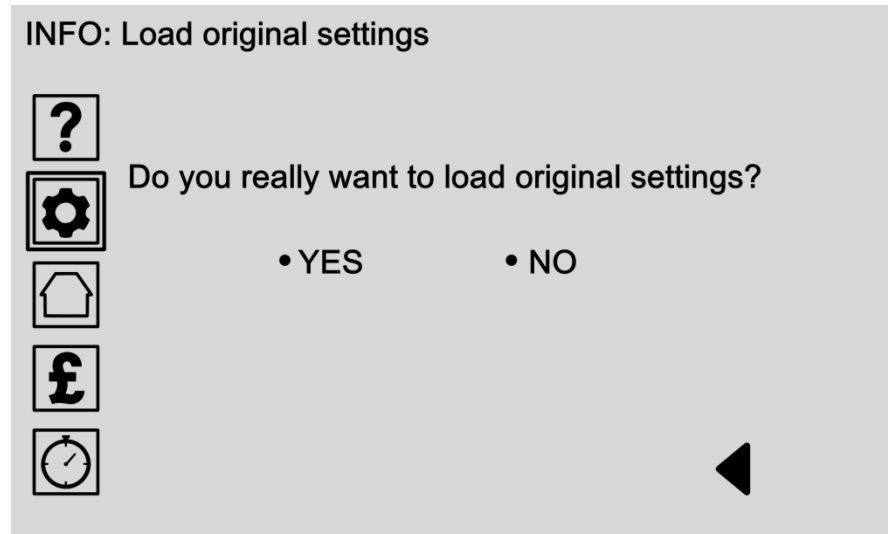 INFO: Load original settings
?
Do you really want to load original settings?
• YES • NO
£